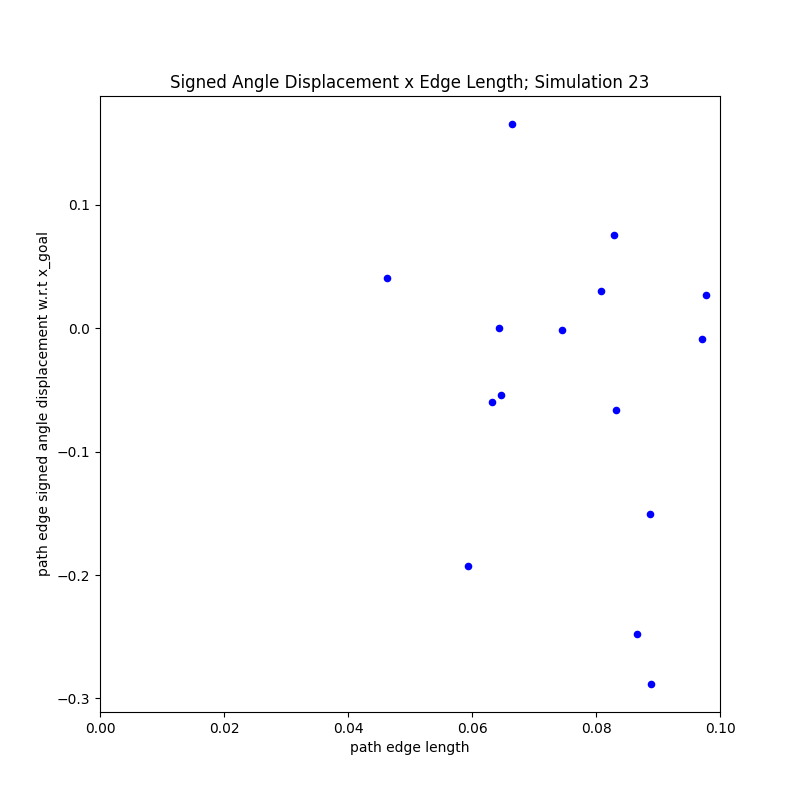 Signed Angle Displacement x Edge Length; Simulation 23
path edge signed angle displacement w.r.t x_goal
0.1
0.0
−0.1
−0.2
−0.3
0.00 0.02 0.04 0.06 0.08 0.10
path edge length